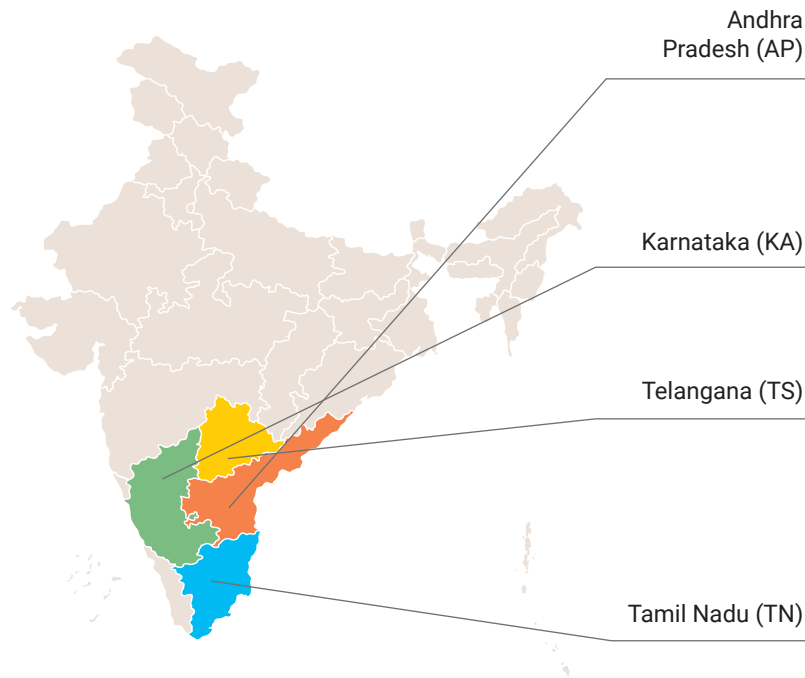 Andhra
Pradesh (AP)
Karnataka (KA)
Telangana (TS)
Tamil Nadu (TN)